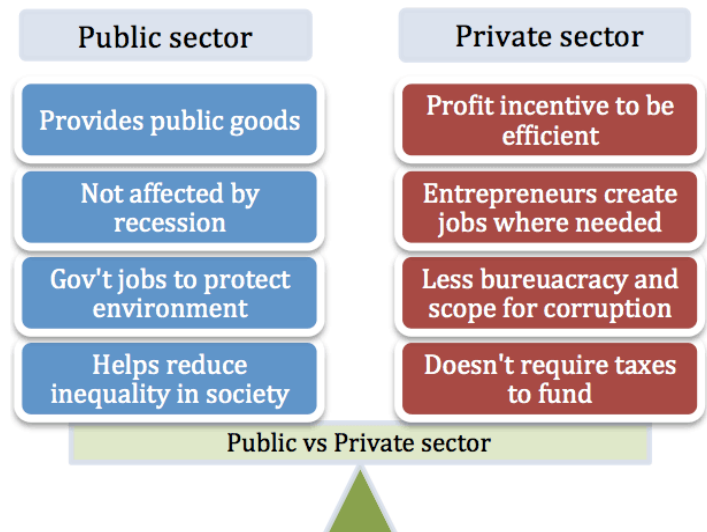 Public sector
Provides public goods
Not affected by
recession
Gov't jobs to protect
environment
Helps reduce
inequality in society
Private sector
Profit incentive to be
efficient
Entrepreneurs create
jobs where needed
Less bureuacracy and
scope for corruption
Doesn't require taxes
to fund
Public vs Private sector